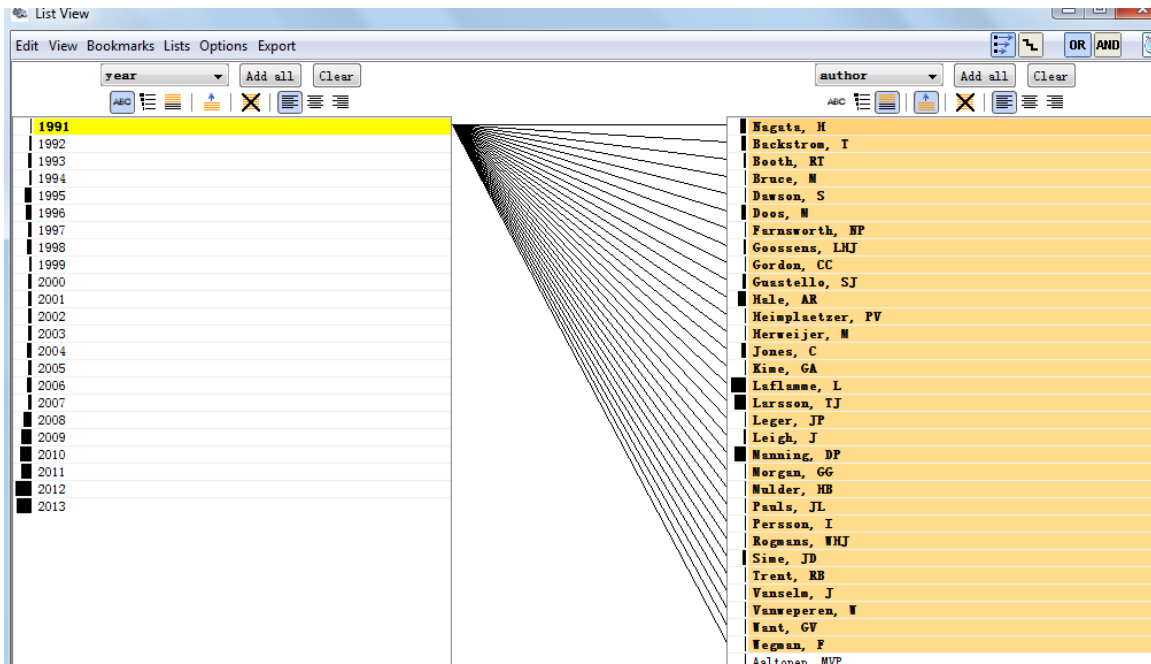 List View
Edit View Bookmarks Lists Options Export
OR AND
year Add all Clear
author Add all Clear
ABC
ABC
1991
1992
1993
1994
1995
1996
1997
1998
1999
2000
2001
2002
2003
2004
2005
2006
2007
2008
2009
2010
2011
2012
2013
Nagata, H
Backstrom, T
Booth, RT
Bruce, M
Dawson, S
Doos, M
Farnsworth, NP
Goossens, LHJ
Gordon, CC
Guastello, SJ
Hale, AR
Heimplaetzer, PV
Herweijer, M
Jones, C
Kime, GA
Laflamme, L
Larsson, TJ
Leger, JP
Leigh, J
Manning, DP
Morgan, GG
Mulder, HB
Pauls, JL
Persson, I
Rogmans, WHJ
Sime, JD
Trent, RB
Vanselm, J
Vanweperen, W
Want, GV
Wegman, F
Aaltonen, MVP